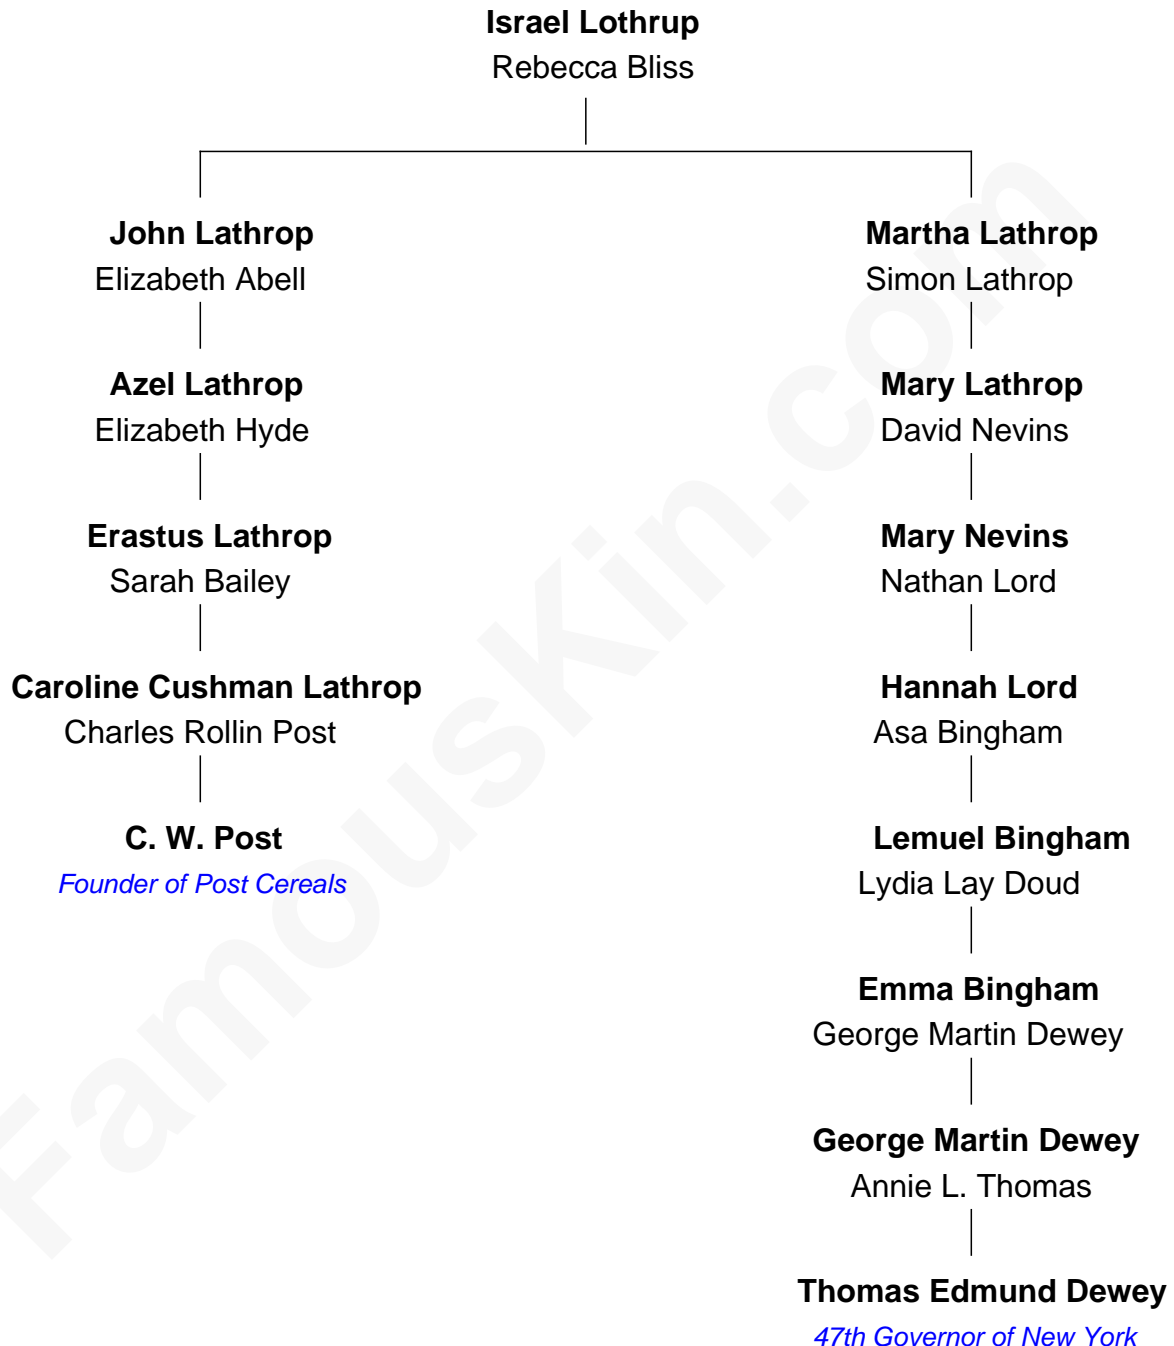 Israel Lothrup
Rebecca Bliss
John Lathrop
Elizabeth Abell
Azel Lathrop
Elizabeth Hyde
Erastus Lathrop
Sarah Bailey
Caroline Cushman Lathrop
Charles Rollin Post
C. W. Post
Founder of Post Cereals
Martha Lathrop
Simon Lathrop
Mary Lathrop
David Nevins
Mary Nevins
Nathan Lord
Hannah Lord
Asa Bingham
Lemuel Bingham
Lydia Lay Doud
Emma Bingham
George Martin Dewey
George Martin Dewey
Annie L. Thomas
Thomas Edmund Dewey
47th Governor of New York
FamousKin.com